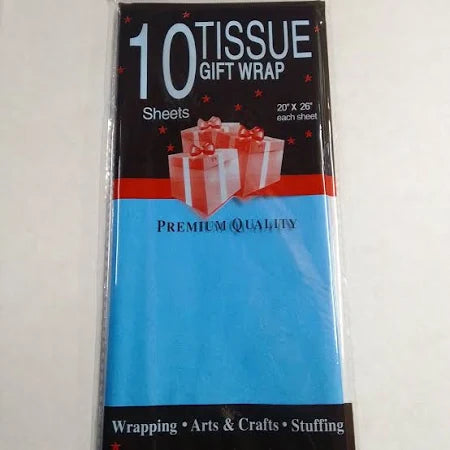 10 TISSUE
GIFT WRAP
Sheets
20" X 26"
each sheet
PREMIUM QUALITY
Wrapping • Arts & Crafts • Stuffing